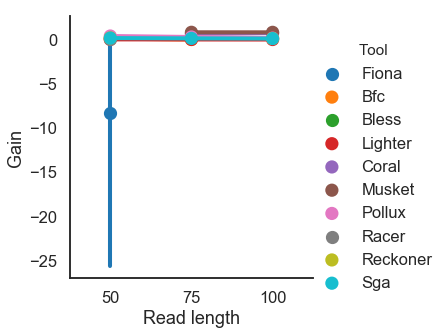 0
−5
−10
−15
−20
−25
Gain
50
75
100
Read length
Tool
Fiona
Bfc
Bless
Lighter
Coral
Musket
Pollux
Racer
Reckoner
Sga